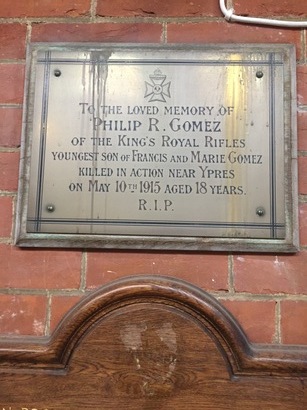 TO THE LOVED MEMORY OF
PHILIP R. GOMEZ
OF THE KING'S ROYAL RIFLES
YOUNGEST SON OF FRANCIS AND MARIE GOMEZ
KILLED IN ACTION NEAR YPRES
ON MAY 10TH 1915 AGED 18 YEARS.
R.I.P.